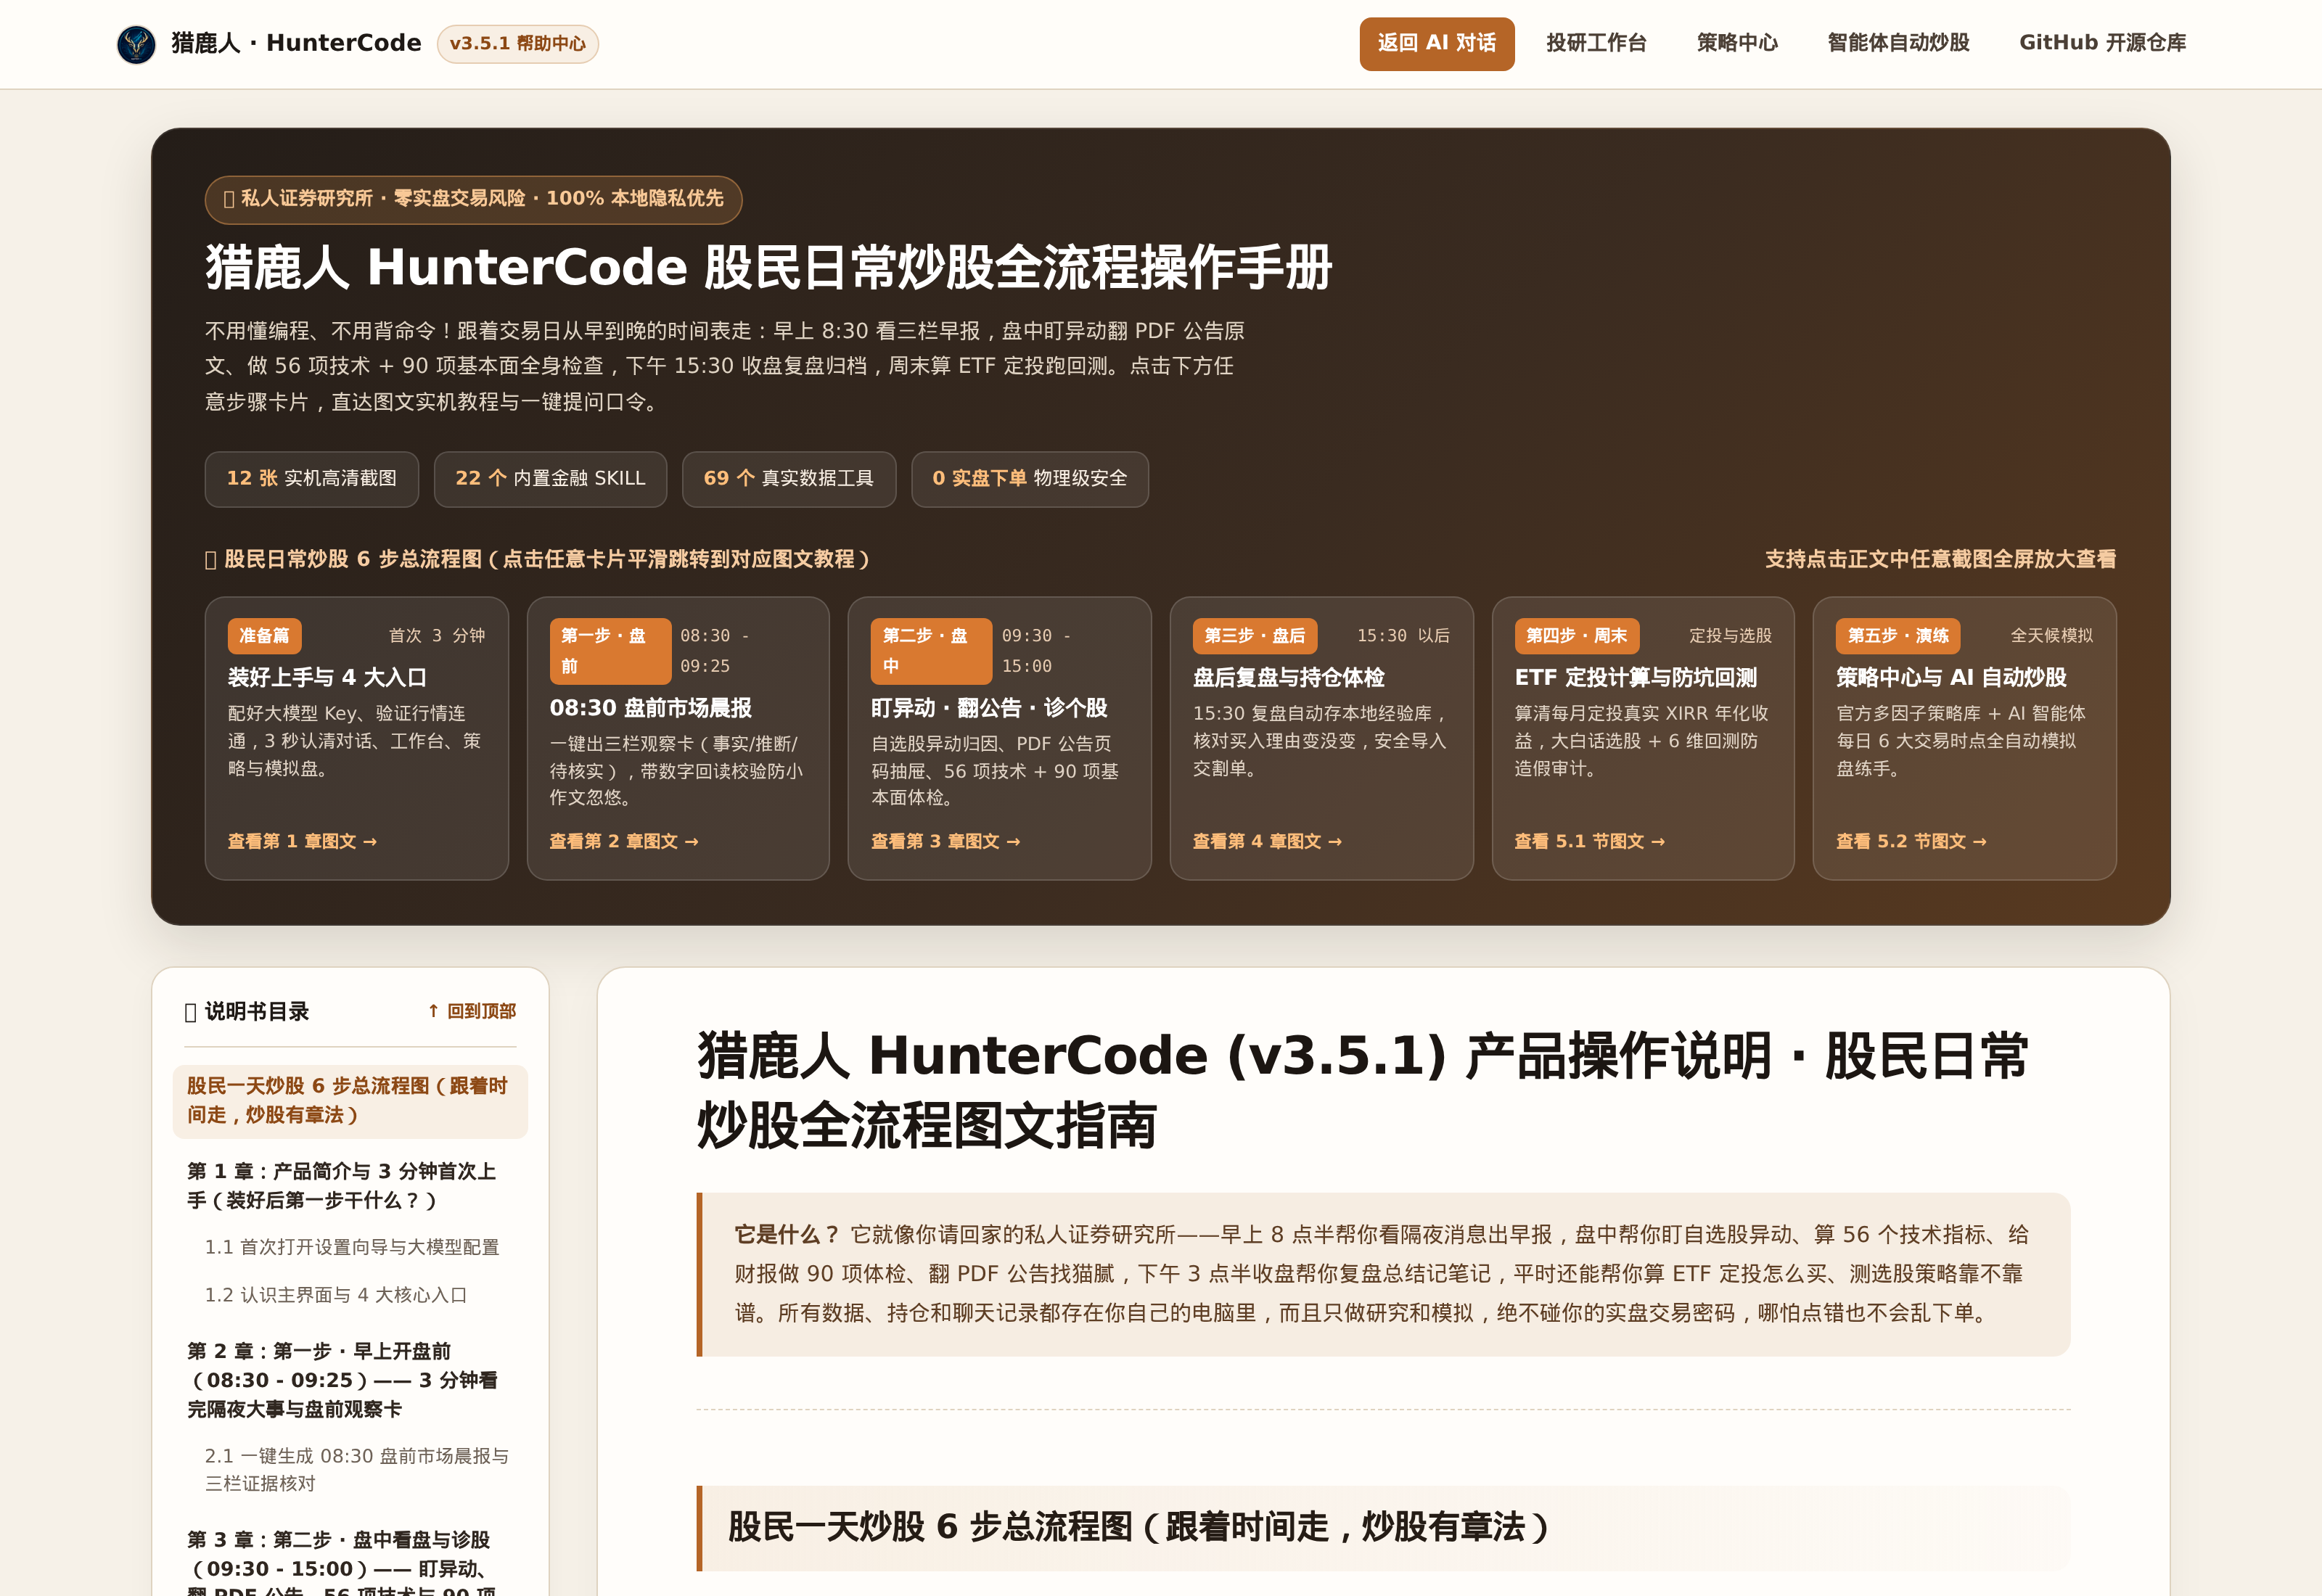 猎鹿人 · HunterCode
v3.5.1 帮助中心
返回 AI 对话
投研工作台
策略中心
智能体自动炒股
GitHub 开源仓库
私人证券研究所 · 零实盘交易风险 · 100% 本地隐私优先
猎鹿人 HunterCode 股民日常炒股全流程操作手册
不用懂编程、不用背命令！跟着交易日从早到晚的时间表走：早上 8:30 看三栏早报，盘中盯异动翻 PDF 公告原
文、做 56 项技术 + 90 项基本面全身检查，下午 15:30 收盘复盘归档，周末算 ETF 定投跑回测。点击下方任
意步骤卡片，直达图文实机教程与一键提问口令。
12 张 实机高清截图
22 个 内置金融 SKILL
69 个 真实数据工具
0 实盘下单 物理级安全
股民日常炒股 6 步总流程图（点击任意卡片平滑跳转到对应图文教程）
支持点击正文中任意截图全屏放大查看
准备篇
首次 3 分钟
装好上手与 4 大入口
配好大模型 Key、验证行情连
通，3 秒认清对话、工作台、策
略与模拟盘。
查看第 1 章图文 →
第一步 · 盘
前
08:30 -
09:25
08:30 盘前市场晨报
一键出三栏观察卡（事实/推断/
待核实），带数字回读校验防小
作文忽悠。
查看第 2 章图文 →
第二步 · 盘
中
09:30 -
15:00
盯异动 · 翻公告 · 诊个股
自选股异动归因、PDF 公告页
码抽屉、56 项技术 + 90 项基
本面体检。
查看第 3 章图文 →
第三步 · 盘后
15:30 以后
盘后复盘与持仓体检
15:30 复盘自动存本地经验库，
核对买入理由变没变，安全导入
交割单。
查看第 4 章图文 →
第四步 · 周末
定投与选股
ETF 定投计算与防坑回测
算清每月定投真实 XIRR 年化收
益，大白话选股 + 6 维回测防
造假审计。
查看 5.1 节图文 →
第五步 · 演练
全天候模拟
策略中心与 AI 自动炒股
官方多因子策略库 + AI 智能体
每日 6 大交易时点全自动模拟
盘练手。
查看 5.2 节图文 →
说明书目录
↑ 回到顶部
股民一天炒股 6 步总流程图（跟着时
间走，炒股有章法）
第 1 章：产品简介与 3 分钟首次上
手（装好后第一步干什么？）
1.1 首次打开设置向导与大模型配置
1.2 认识主界面与 4 大核心入口
第 2 章：第一步 · 早上开盘前
（08:30 - 09:25）—— 3 分钟看
完隔夜大事与盘前观察卡
2.1 一键生成 08:30 盘前市场晨报与
三栏证据核对
第 3 章：第二步 · 盘中看盘与诊股
（09:30 - 15:00）—— 盯异动、
翻 PDF 公告、56 项技术与 90 项
猎鹿人 HunterCode (v3.5.1) 产品操作说明 · 股民日常
炒股全流程图文指南
它是什么？ 它就像你请回家的私人证券研究所——早上 8 点半帮你看隔夜消息出早报，盘中帮你盯自选股异动、算 56 个技术指标、给
财报做 90 项体检、翻 PDF 公告找猫腻，下午 3 点半收盘帮你复盘总结记笔记，平时还能帮你算 ETF 定投怎么买、测选股策略靠不靠
谱。所有数据、持仓和聊天记录都存在你自己的电脑里，而且只做研究和模拟，绝不碰你的实盘交易密码，哪怕点错也不会乱下单。
股民一天炒股 6 步总流程图（跟着时间走，炒股有章法）